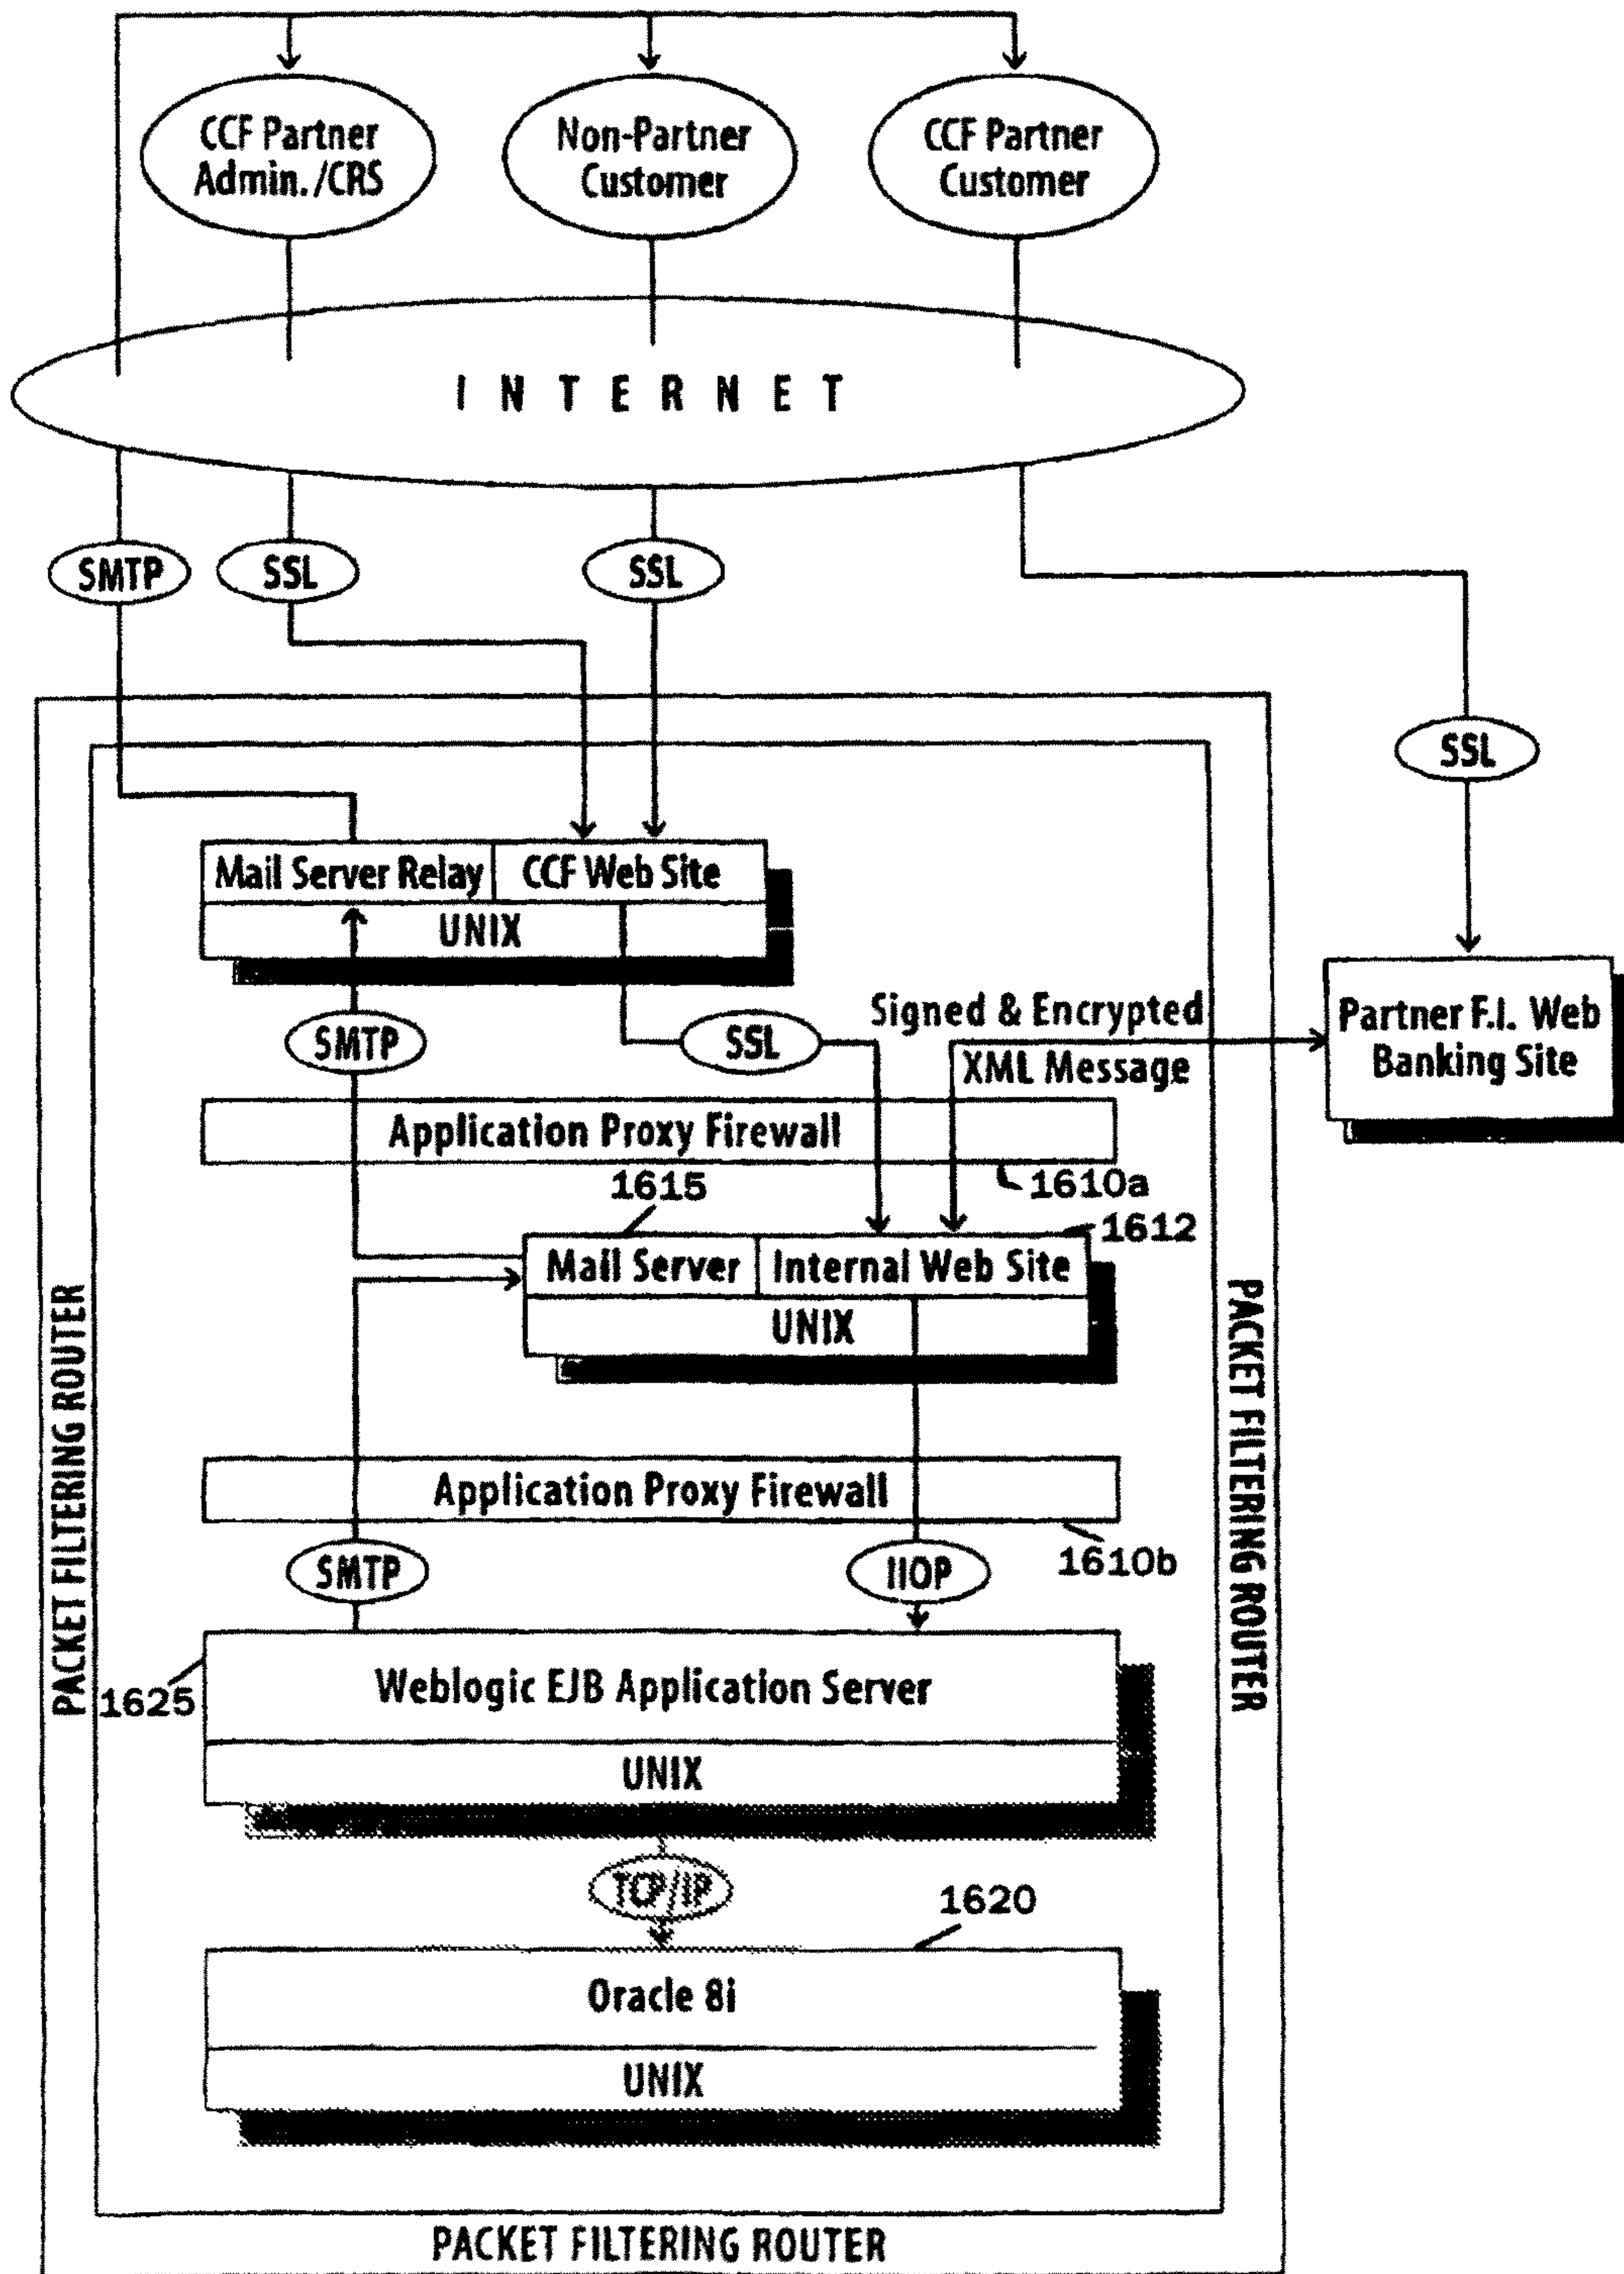 CCF Partner
Admin./CRS
Non-Partner
Customer
CCF Partner
Customer
INTERNET
SMTP
SSL
SSL
SSL
Mail Server Relay
CCF Web Site
UNIX
SMTP
SSL
Signed & Encrypted
XML Message
Partner F.I. Web
Banking Site
Application Proxy Firewall
1610a
1615
1612
Mail Server
Internal Web Site
UNIX
PACKET FILTERING ROUTER
PACKET FILTERING ROUTER
Application Proxy Firewall
1610b
SMTP
IIOP
Weblogic EJB Application Server
1625
UNIX
TCP/IP
1620
Oracle 8i
UNIX
PACKET FILTERING ROUTER